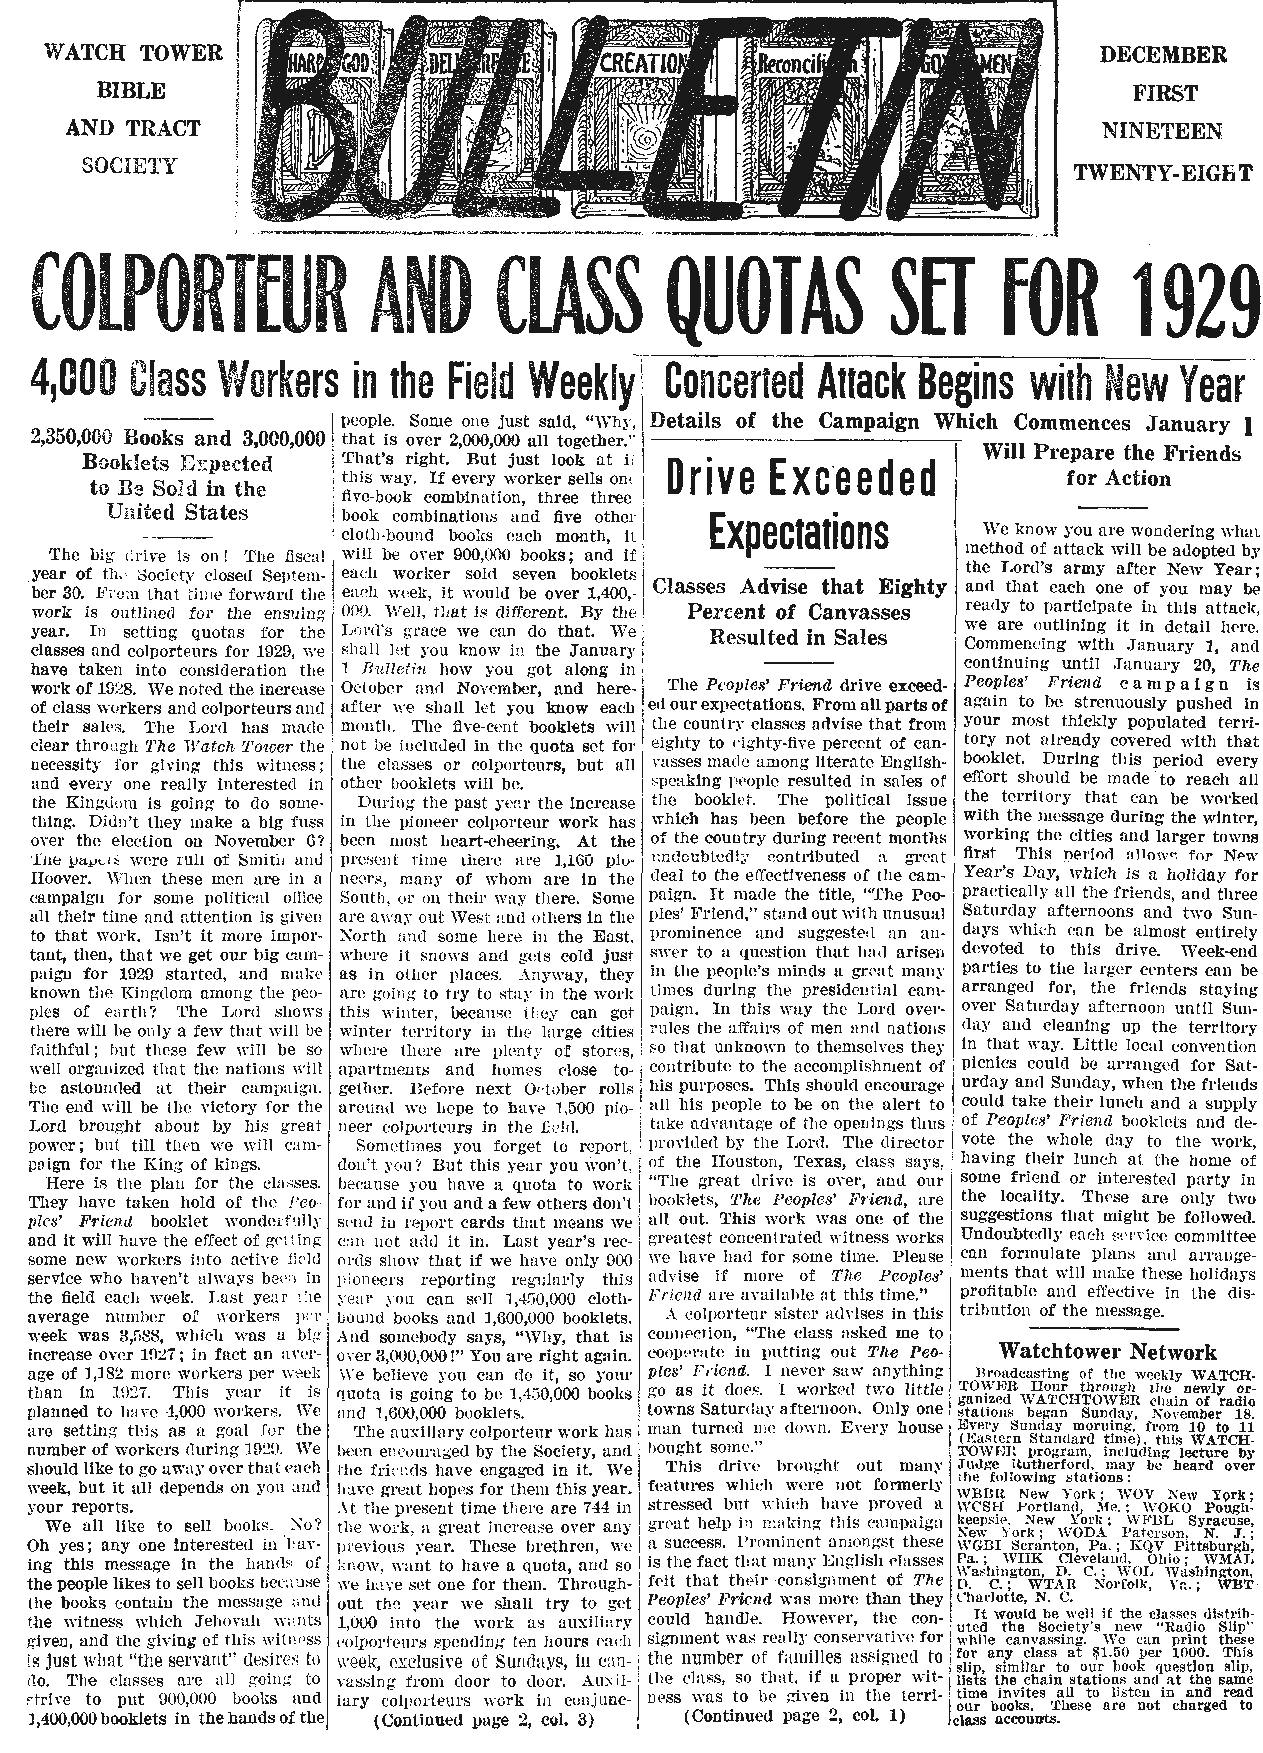 WATCH TOWER
BIBLE
AND TRACT
SOCIETY
BULLETIN
HARP GOD
CREATION
DECEMBER
FIRST
NINETEEN
TWENTY-EIGHT
COLPORTEUR AND CLASS QUOTAS SET FOR 1929
4,000 Class Workers in the Field Weekly
2,350,000 Books and 3,000,000
Booklets Expected
to Be Sold in the
United States
The big drive is on! The fiscal
year of the Society closed Septem-
ber 30. From that time forward the
work is outlined for the ensuing
year. In setting quotas for the
classes and colporteurs for 1929, we
have taken into consideration the
work of 1928. We noted the increase
of class workers and colporteurs and
their sales. The Lord has made
clear through The Watch Tower the
necessity for giving this witness;
and every one really interested in
the Kingdom is going to do some-
thing. Didn't they make a big fuss
over the election on November 6?
The papers were full of Smith and
Hoover. When these men are in a
campaign for some political office
all their time and attention is given
to that work. Isn't it more impor-
tant, then, that we get our big cam-
paign for 1929 started, and make
known the Kingdom among the peo-
ples of earth? The Lord shows
there will be only a few that will be
faithful; but these few will be so
well organized that the nations will
be astounded at their campaign.
The end will be the victory for the
Lord brought about by his great
power; but till then we will cam-
paign for the King of kings.
Here is the plan for the classes.
They have taken hold of the Peo-
ples' Friend booklet wonderfully
and it will have the effect of getting
some new workers into active field
service who haven't always been in
the field each week. Last year the
average number of workers per
week was 3,588, which was a big
increase over 1927; in fact an aver-
age of 1,182 more workers per week
than in 1927. This year it is
planned to have 4,000 workers. We
are setting this as a goal for the
number of workers during 1929. We
should like to go away over that each
week, but it all depends on you and
your reports.
We all like to sell books. No?
Oh yes; any one interested in hav-
ing this message in the hands of
the people likes to sell books because
the books contain the message and
the witness which Jehovah wants
given, and the giving of this witness
is just what "the servant" desires to
do. The classes are all going to
strive to put 900,000 books and
1,400,000 booklets in the hands of the
people. Some one just said, "Why,
that is over 2,000,000 all together."
That's right. But just look at it
this way. If every worker sells one
five-book combination, three three
book combinations and five other
cloth-bound books each month, it
will be over 900,000 books; and if
each worker sold seven booklets
each week, it would be over 1,400,-
000. Well, that is different. By the
Lord's grace we can do that. We
shall let you know in the January
1 Bulletin how you got along in
October and November, and here-
after we shall let you know each
month. The five-cent booklets will
not be included in the quota set for
the classes or colporteurs, but all
other booklets will be.
During the past year the increase
in the pioneer colporteur work has
been most heart-cheering. At the
present time there are 1,160 pio-
neers, many of whom are in the
South, or on their way there. Some
are away out West and others in the
North and some here in the East,
where it snows and gets cold just
as in other places. Anyway, they
are going to try to stay in the work
this winter, because they can get
winter territory in the large cities
where there are plenty of stores,
apartments and homes close to-
gether. Before next October rolls
around we hope to have 1,500 pio-
neer colporteurs in the field.
Sometimes you forget to report,
don't you? But this year you won't,
because you have a quota to work
for and if you and a few others don't
send in report cards that means we
can not add it in. Last year's rec-
ords show that if we have only 900
pioneers reporting regularly this
year you can sell 1,450,000 cloth-
bound books and 1,600,000 booklets.
And somebody says, "Why, that is
over 3,000,000!" You are right again.
We believe you can do it, so your
quota is going to be 1,450,000 books
and 1,600,000 booklets.
The auxiliary colporteur work has
been encouraged by the Society, and
the friends have engaged in it. We
have great hopes for them this year.
At the present time there are 744 in
the work, a great increase over any
previous year. These brethren, we
know, want to have a quota, and so
we have set one for them. Through-
out the year we shall try to get
1,000 into the work as auxiliary
colporteurs spending ten hours each
week, exclusive of Sundays, in can-
vassing from door to door. Auxil-
iary colporteurs work in conjunc-
(Continued page 2, col. 3)
Concerted Attack Begins with New Year
Details of the Campaign Which Commences January 1
Drive Exceeded
Expectations
Classes Advise that Eighty
Percent of Canvasses
Resulted in Sales
The Peoples' Friend drive exceed-
ed our expectations. From all parts of
the country classes advise that from
eighty to eighty-five percent of can-
vasses made among literate English-
speaking people resulted in sales of
the booklet. The political issue
which has been before the people
of the country during recent months
undoubtedly contributed a great
deal to the effectiveness of the cam-
paign. It made the title, "The Peo-
ples' Friend," stand out with unusual
prominence and suggested an an-
swer to a question that had arisen
in the people's minds a great many
times during the presidential cam-
paign. In this way the Lord over-
rules the affairs of men and nations
so that unknown to themselves they
contribute to the accomplishment of
his purposes. This should encourage
all his people to be on the alert to
take advantage of the openings thus
provided by the Lord. The director
of the Houston, Texas, class says,
"The great drive is over, and our
booklets, The Peoples' Friend, are
all out. This work was one of the
greatest concentrated witness works
we have had for some time. Please
advise if more of The Peoples'
Friend are available at this time."
A colporteur sister advises in this
connection, "The class asked me to
cooperate in putting out The Peo-
ples' Friend. I never saw anything
go as it does. I worked two little
towns Saturday afternoon. Only one
man turned me down. Every house
bought some."
This drive brought out many
features which were not formerly
stressed but which have proved a
great help in making this campaign
a success. Prominent amongst these
is the fact that many English classes
felt that their consignment of The
Peoples' Friend was more than they
could handle. However, the con-
signment was really conservative for
the number of families assigned to
the class, so that, if a proper wit-
ness was to be given in the terri-
(Continued page 2, col. 1)
Will Prepare the Friends
for Action
We know you are wondering what
method of attack will be adopted by
the Lord's army after New Year;
and that each one of you may be
ready to participate in this attack,
we are outlining it in detail here.
Commencing with January 1, and
continuing until January 20, The
Peoples' Friend campaign is
again to be strenuously pushed in
your most thickly populated terri-
tory not already covered with that
booklet. During this period every
effort should be made to reach all
the territory that can be worked
with the message during the winter,
working the cities and larger towns
first. This period allows for New
Year's Day, which is a holiday for
practically all the friends, and three
Saturday afternoons and two Sun-
days which can be almost entirely
devoted to this drive. Week-end
parties to the larger centers can be
arranged for, the friends staying
over Saturday afternoon until Sun-
day and cleaning up the territory
in that way. Little local convention
picnics could be arranged for Sat-
urday and Sunday, when the friends
could take their lunch and a supply
of Peoples' Friend booklets and de-
vote the whole day to the work,
having their lunch at the home of
some friend or interested party in
the locality. These are only two
suggestions that might be followed.
Undoubtedly each service committee
can formulate plans and arrange-
ments that will make these holidays
profitable and effective in the dis-
tribution of the message.
Watchtower Network
Broadcasting of the weekly WATCH-
TOWER Hour through the newly or-
ganized WATCHTOWER chain of radio
stations began Sunday, November 18.
Every Sunday morning, from 10 to 11
(Eastern Standard time), this WATCH-
TOWER program, including lecture by
Judge Rutherford, may be heard over
the following stations:
WBBR New York; WOV New York;
WCSH Portland, Me.; WOKO Pough-
keepsie, New York; WFBL Syracuse,
New York; WODA Paterson, N. J.;
WGBI Scranton, Pa.; KQV Pittsburgh,
Pa.; WHK Cleveland, Ohio; WMAL
Washington, D. C.; WOL Washington,
D. C.; WTAR Norfolk, Va.; WBT
Charlotte, N. C.
It would be well if the classes distrib-
uted the Society's new "Radio Slip"
while canvassing. We can print these
for any class at $1.50 per 1000. This
slip, similar to our book question slip,
lists the chain stations and at the same
time invites all to listen in and read
our books. These are not charged to
class accounts.